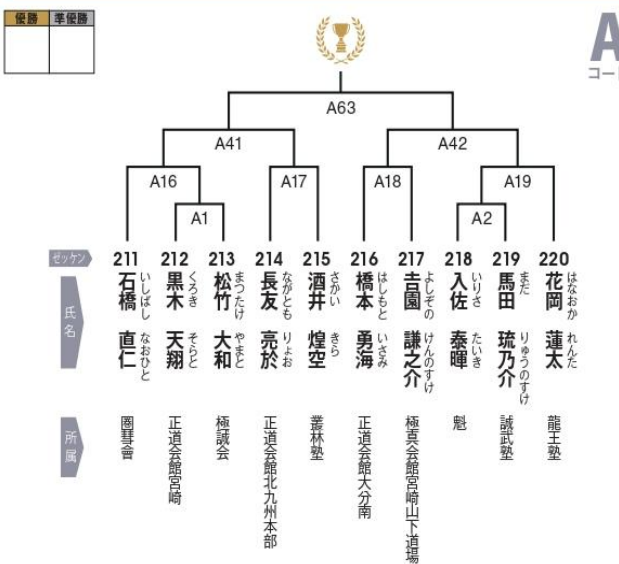 優勝 準優勝
A
コート
A63
A41 A42
A16 A17 A18 A19
A1 A2
ゼッケン 211 212 213 214 215 216 217 218 219 220
氏名
石橋 直仁 いしばし なおひと
黒木 天翔 くろき そらと
松竹 大和 まつたけ やまと
長友 亮於 ながとも りょお
酒井 煌空 さかい きら
橋本 勇海 はしもと いさみ
𠮷園 謙之介 よしぞの けんのすけ
入佐 泰暉 いりさ たいき
馬田 琉乃介 まだ りゅうのすけ
花岡 蓮太 はなおか れんた
所属
圏彗會
正道会館宮崎
極誠会
正道会館北九州本部
叢林塾
正道会館大分南
極真会館宮崎山下道場
魁
誠武塾
龍王塾